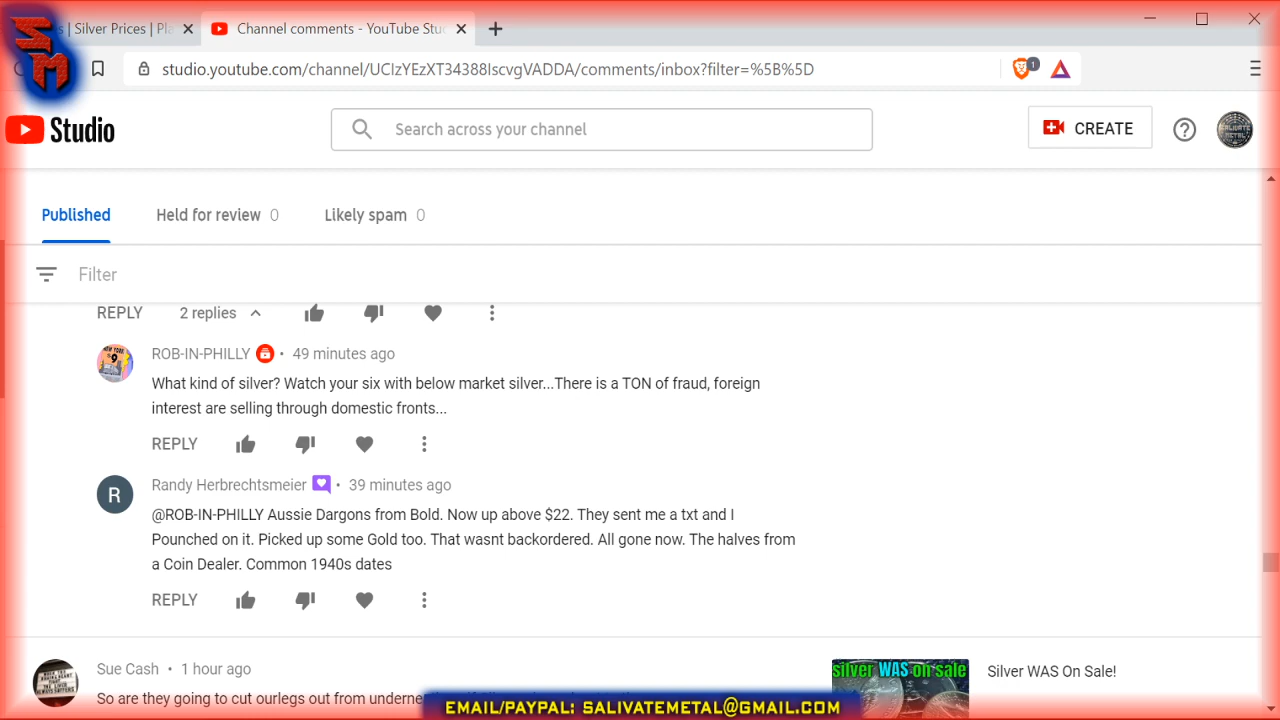 SM
s | Silver Prices | Pla
Channel comments - YouTube Stu
studio.youtube.com/channel/UCIzYEzXT34388IscvgVADDA/comments/inbox?filter=%5B%5D
1
Studio
Search across your channel
CREATE
Published
Held for review 0
Likely spam 0
Filter
REPLY
2 replies
ROB-IN-PHILLY • 49 minutes ago
What kind of silver? Watch your six with below market silver...There is a TON of fraud, foreign
interest are selling through domestic fronts...
REPLY
R
Randy Herbrechtsmeier • 39 minutes ago
@ROB-IN-PHILLY Aussie Dargons from Bold. Now up above $22. They sent me a txt and I
Pounched on it. Picked up some Gold too. That wasnt backordered. All gone now. The halves from
a Coin Dealer. Common 1940s dates
REPLY
Sue Cash • 1 hour ago
silver WAS on sale
Silver WAS On Sale!
So are they going to cut ourlegs out from
EMAIL/PAYPAL: SALIVATEMETAL@GMAIL.COM